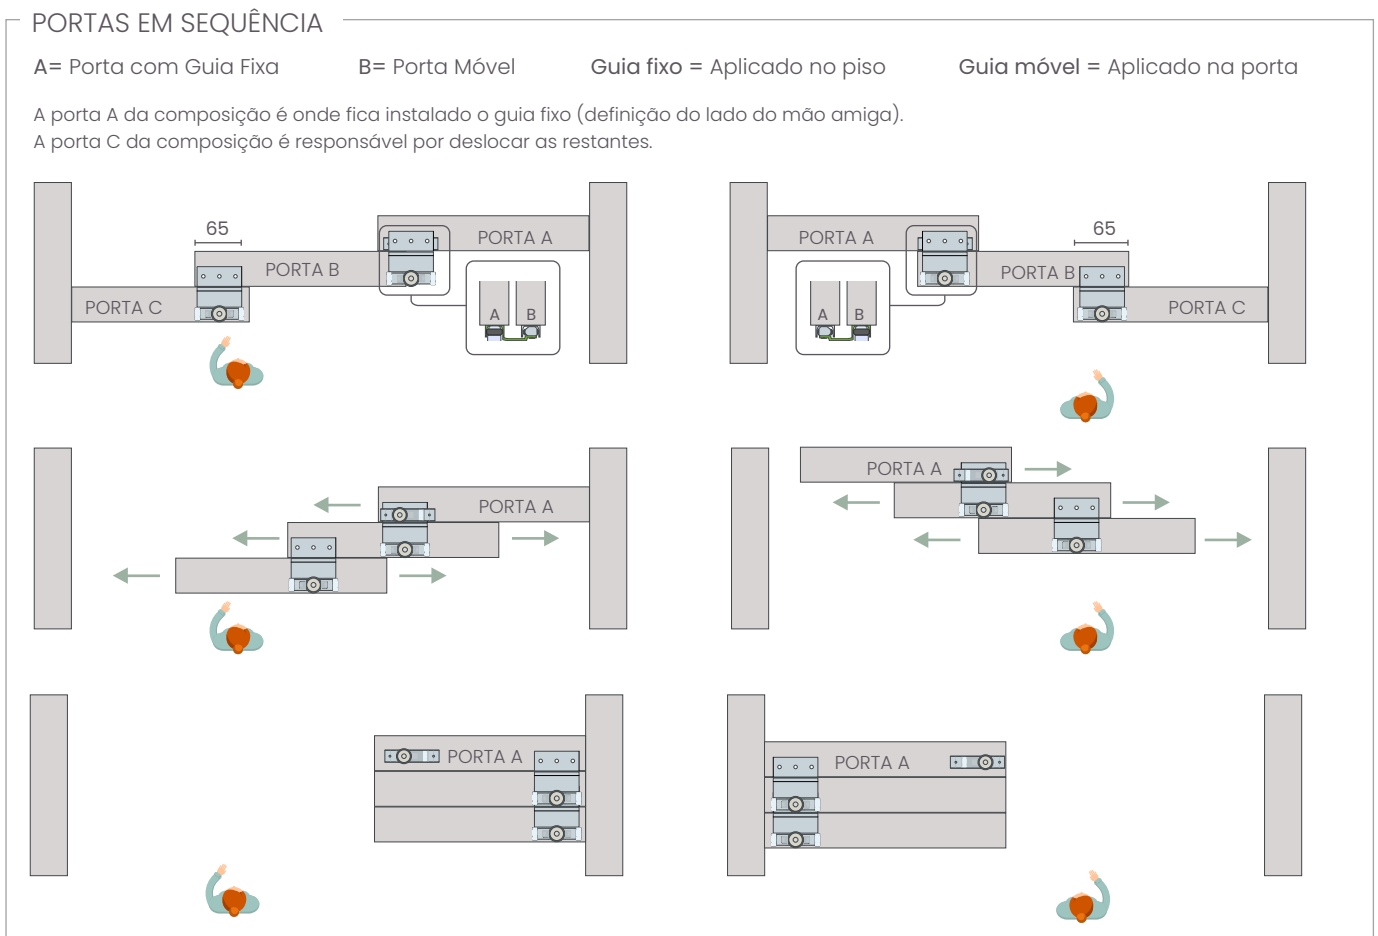 PORTAS EM SEQUÊNCIA
A= Porta com Guia Fixa B= Porta Móvel Guia fixo = Aplicado no piso Guia móvel = Aplicado na porta
A porta A da composição é onde fica instalado o guia fixo (definição do lado do mão amiga).
A porta C da composição é responsável por deslocar as restantes.
65
PORTA A
PORTA B
PORTA C
A B
65
PORTA A
PORTA B
PORTA C
A B
PORTA A
PORTA A
PORTA A
PORTA A